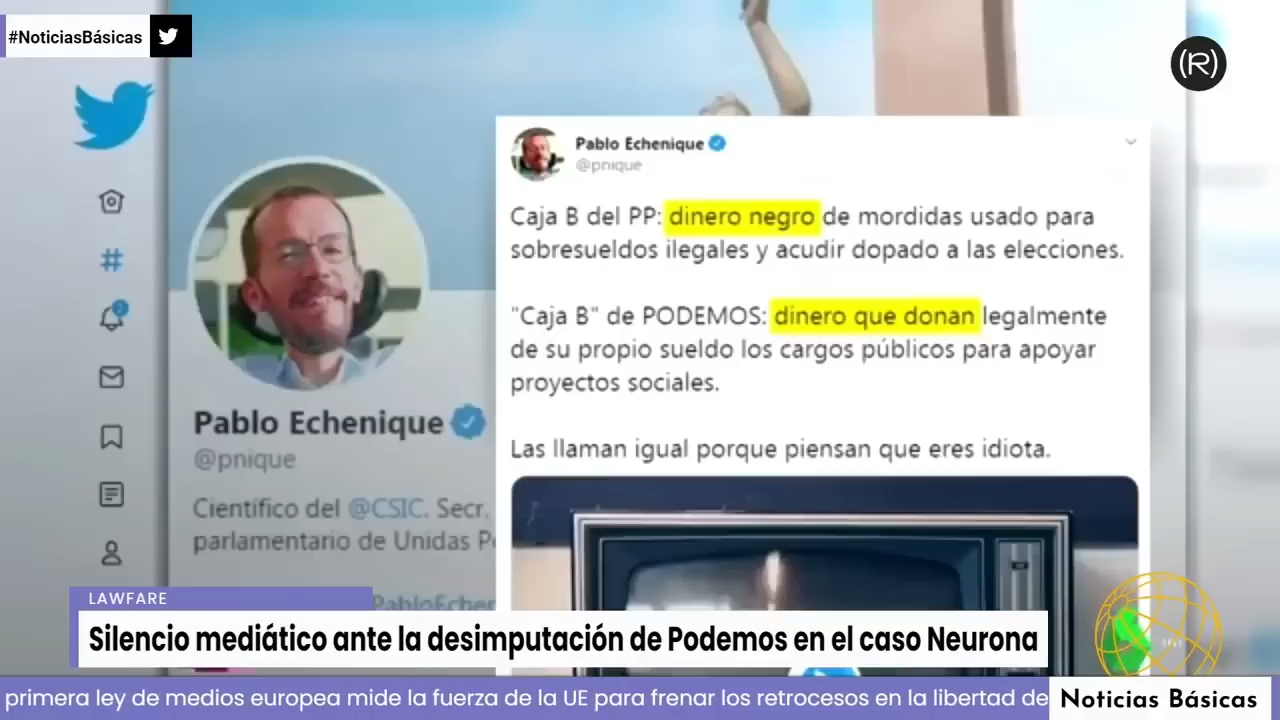 #NoticiasBásicas
(R)
Pablo Echenique
@pnique
Caja B del PP: dinero negro de mordidas usado para
sobresueldos ilegales y acudir dopado a las elecciones.
"Caja B" de PODEMOS: dinero que donan legalmente
de su propio sueldo los cargos públicos para apoyar
proyectos sociales.
Las llaman igual porque piensan que eres idiota.
#
2
Pablo Echenique
@pnique
Científico del @CSIC. Secr.
parlamentario de Unidas P
LAWFARE
Silencio mediático ante la desimputación de Podemos en el caso Neurona
primera ley de medios europea mide la fuerza de la UE para frenar los retrocesos en la libertad de
Noticias Básicas